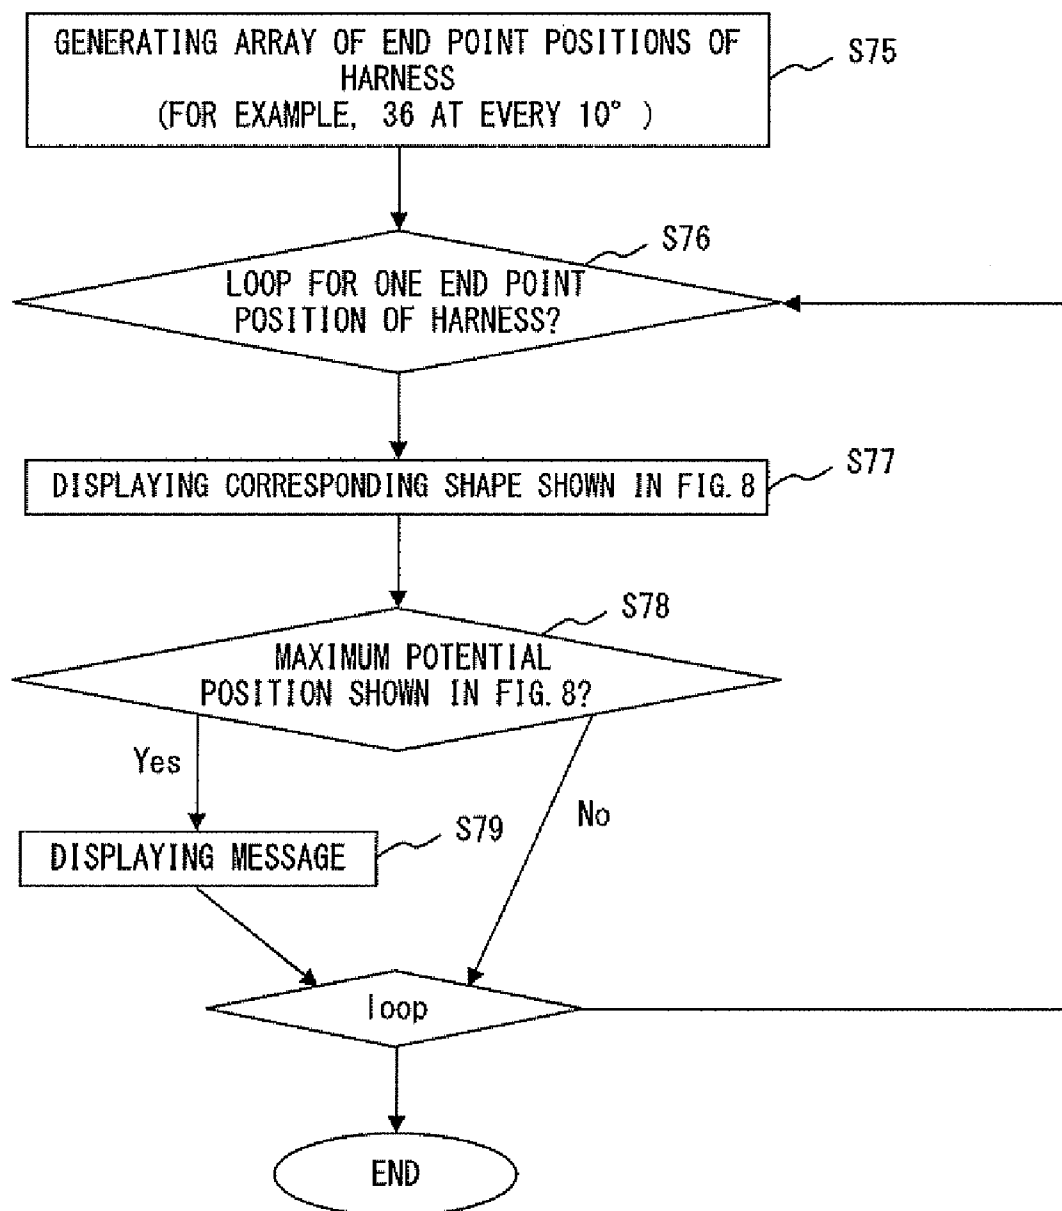 GENERATING ARRAY OF END POINT POSITIONS OF
HARNESS
(FOR EXAMPLE, 36 AT EVERY 10° )
S75
S76
LOOP FOR ONE END POINT
POSITION OF HARNESS?
S77
DISPLAYING CORRESPONDING SHAPE SHOWN IN FIG.8
S78
MAXIMUM POTENTIAL
POSITION SHOWN IN FIG.8?
Yes
No
S79
DISPLAYING MESSAGE
loop
END